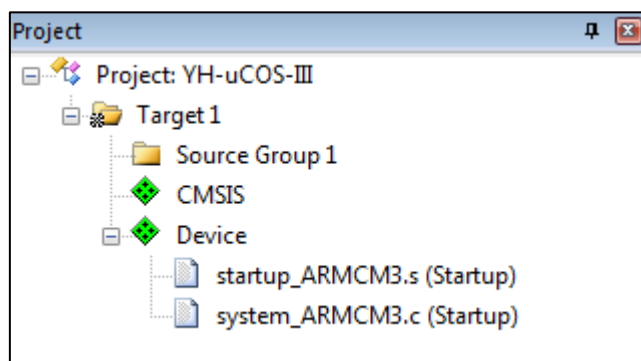 Project
Project: YH-uCOS-Ⅲ
Target 1
Source Group 1
CMSIS
Device
startup_ARMCM3.s (Startup)
system_ARMCM3.c (Startup)